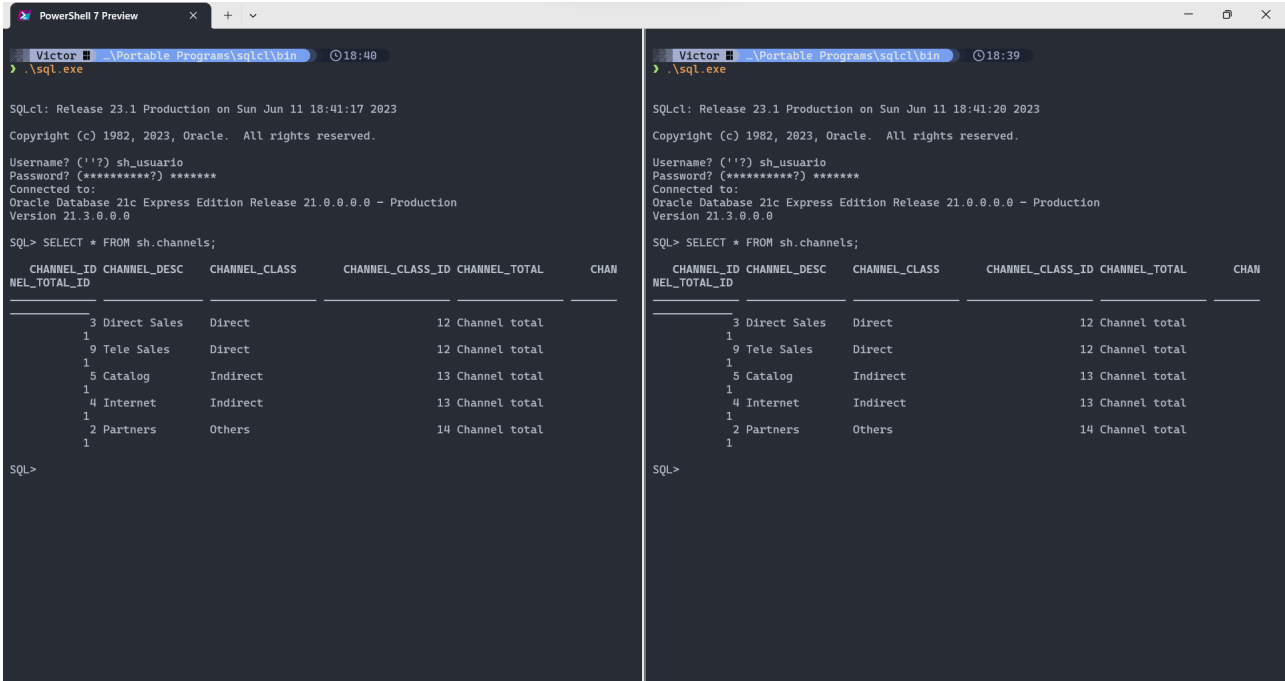 PowerShell 7 Preview
Victor …\Portable Programs\sqlcl\bin 18:40
❯ .\sql.exe
SQLcl: Release 23.1 Production on Sun Jun 11 18:41:17 2023
Copyright (c) 1982, 2023, Oracle.  All rights reserved.
Username? (''?) sh_usuario
Password? (**********?) *******
Connected to:
Oracle Database 21c Express Edition Release 21.0.0.0.0 - Production
Version 21.3.0.0.0
SQL> SELECT * FROM sh.channels;
CHANNEL_ID CHANNEL_DESC CHANNEL_CLASS CHANNEL_CLASS_ID CHANNEL_TOTAL CHAN
NEL_TOTAL_ID
3 Direct Sales Direct 12 Channel total
1
9 Tele Sales Direct 12 Channel total
1
5 Catalog Indirect 13 Channel total
1
4 Internet Indirect 13 Channel total
1
2 Partners Others 14 Channel total
1
SQL>
Victor …\Portable Programs\sqlcl\bin 18:39
❯ .\sql.exe
SQLcl: Release 23.1 Production on Sun Jun 11 18:41:20 2023
Copyright (c) 1982, 2023, Oracle.  All rights reserved.
Username? (''?) sh_usuario
Password? (**********?) *******
Connected to:
Oracle Database 21c Express Edition Release 21.0.0.0.0 - Production
Version 21.3.0.0.0
SQL> SELECT * FROM sh.channels;
CHANNEL_ID CHANNEL_DESC CHANNEL_CLASS CHANNEL_CLASS_ID CHANNEL_TOTAL CHAN
NEL_TOTAL_ID
3 Direct Sales Direct 12 Channel total
1
9 Tele Sales Direct 12 Channel total
1
5 Catalog Indirect 13 Channel total
1
4 Internet Indirect 13 Channel total
1
2 Partners Others 14 Channel total
1
SQL>